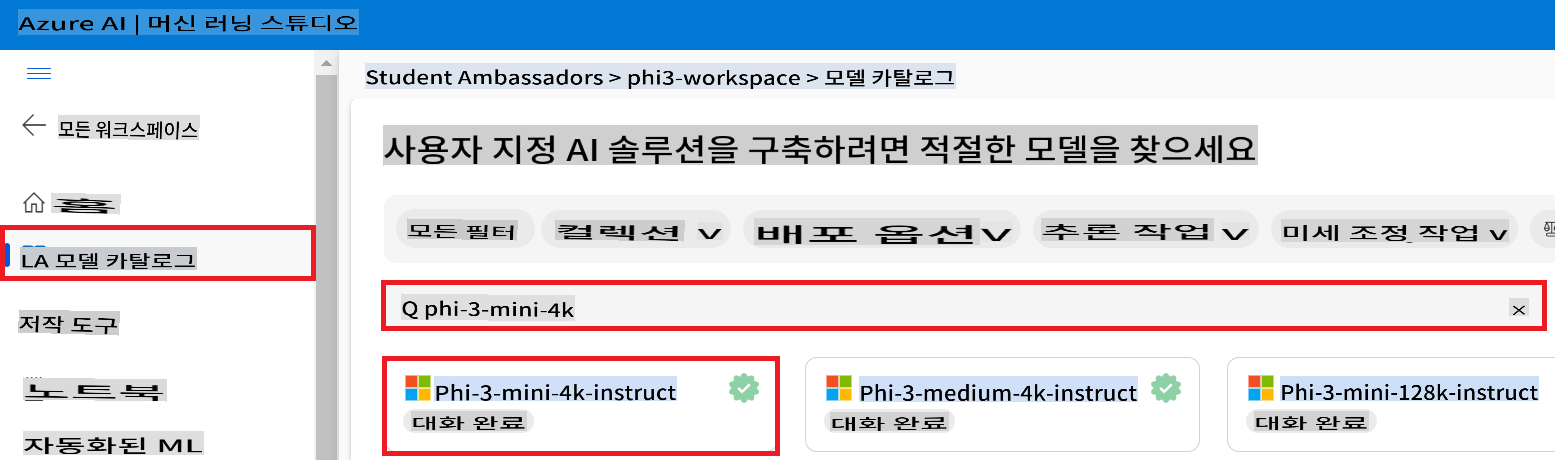 Azure AI | 머신 러닝 스튜디오
Student Ambassadors > phi3-workspace > 모델 카탈로그
모든 워크스페이스
홈
LA 모델 카탈로그
저작 도구
노트북
자동화된 ML
사용자 지정 AI 솔루션을 구축하려면 적절한 모델을 찾으세요
모든 필터 컬렉션 V 배포 옵션V 추론 작업 V 미세 조정 작업 V
Q phi-3-mini-4k ×
Phi-3-mini-4k-instruct
대화 완료
Phi-3-medium-4k-instruct
대화 완료
Phi-3-mini-128k-instruct
대화 완료